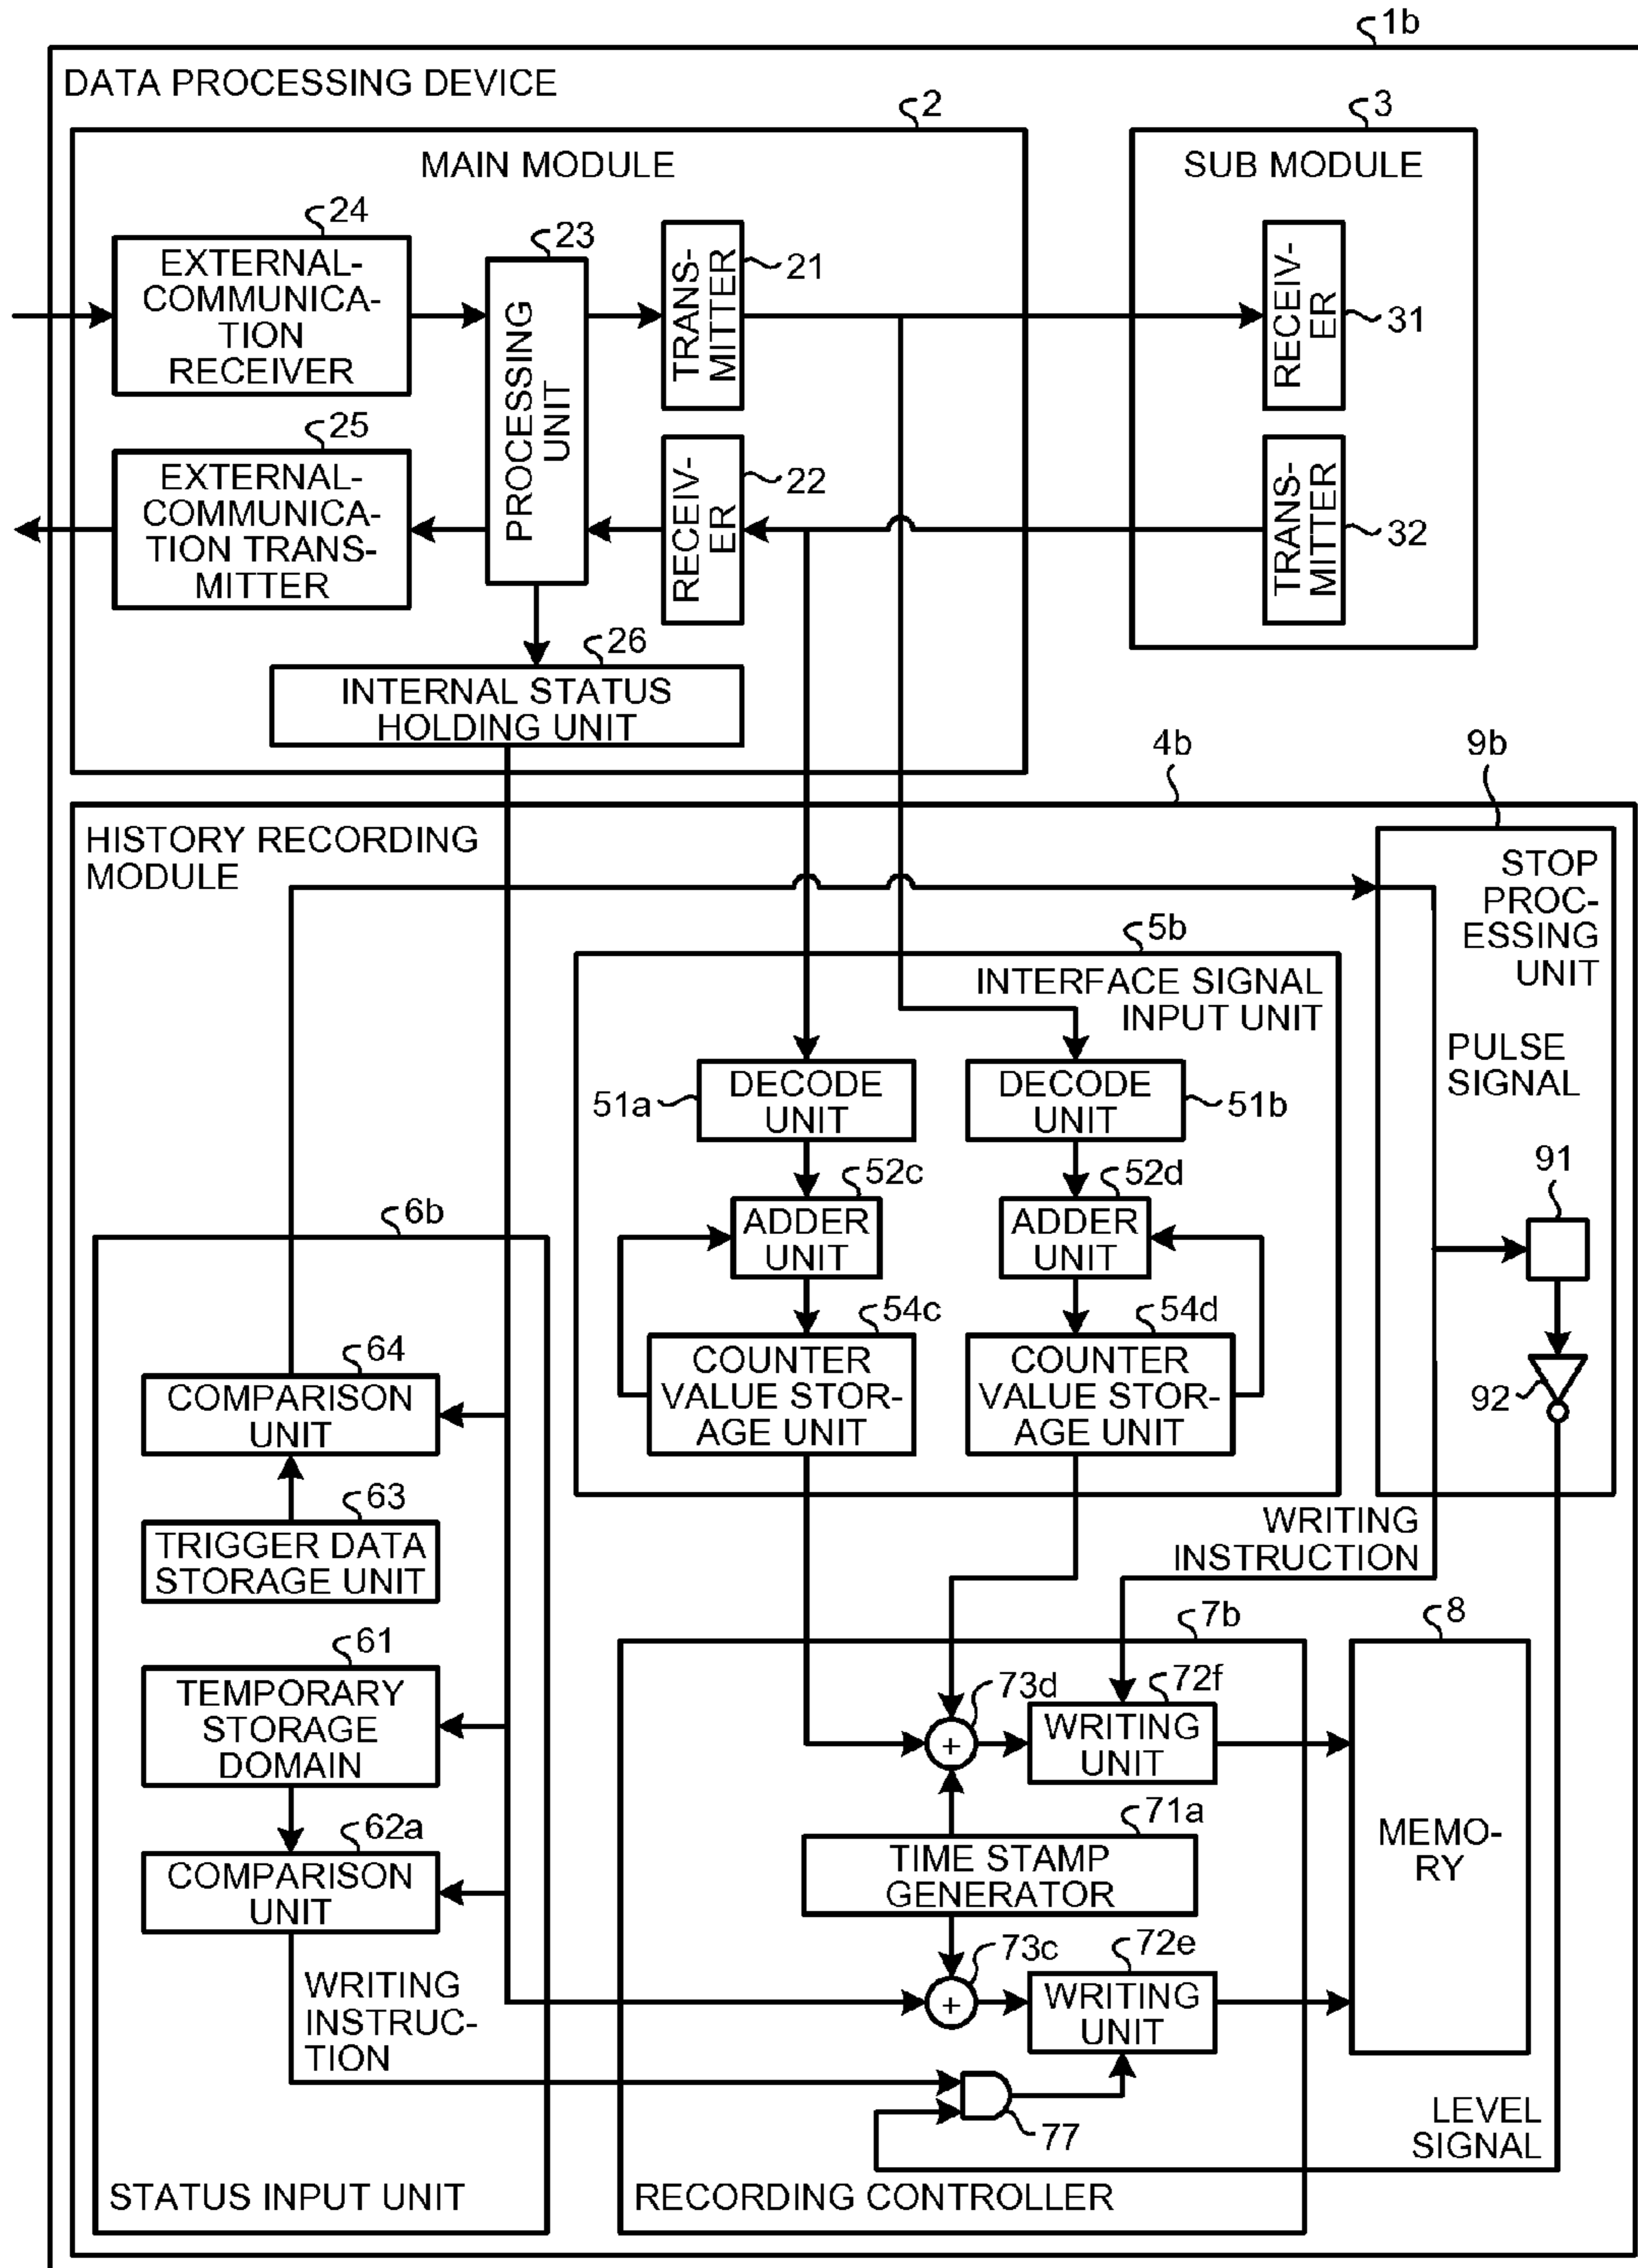 1b
DATA PROCESSING DEVICE
2
3
MAIN MODULE
SUB MODULE
24
EXTERNAL-
COMMUNICA-
TION
RECEIVER
23
PROCESSING
UNIT
21
TRANS-
MITTER
RECEIV-
ER
31
25
EXTERNAL-
COMMUNICA-
TION TRANS-
MITTER
22
RECEIV-
ER
TRANS-
MITTER
32
26
INTERNAL STATUS
HOLDING UNIT
4b
9b
HISTORY RECORDING
MODULE
STOP
PROC-
ESSING
UNIT
5b
INTERFACE SIGNAL
INPUT UNIT
PULSE
SIGNAL
51a
DECODE
UNIT
DECODE
UNIT
51b
91
52c
ADDER
UNIT
52d
ADDER
UNIT
6b
54c
COUNTER
VALUE STOR-
AGE UNIT
54d
COUNTER
VALUE STOR-
AGE UNIT
92
64
COMPARISON
UNIT
63
TRIGGER DATA
STORAGE UNIT
WRITING
INSTRUCTION
61
TEMPORARY
STORAGE
DOMAIN
7b
8
73d
+
72f
WRITING
UNIT
62a
COMPARISON
UNIT
71a
TIME STAMP
GENERATOR
MEMO-
RY
WRITING
INSTRUC-
TION
73c
+
72e
WRITING
UNIT
77
LEVEL
SIGNAL
STATUS INPUT UNIT
RECORDING CONTROLLER